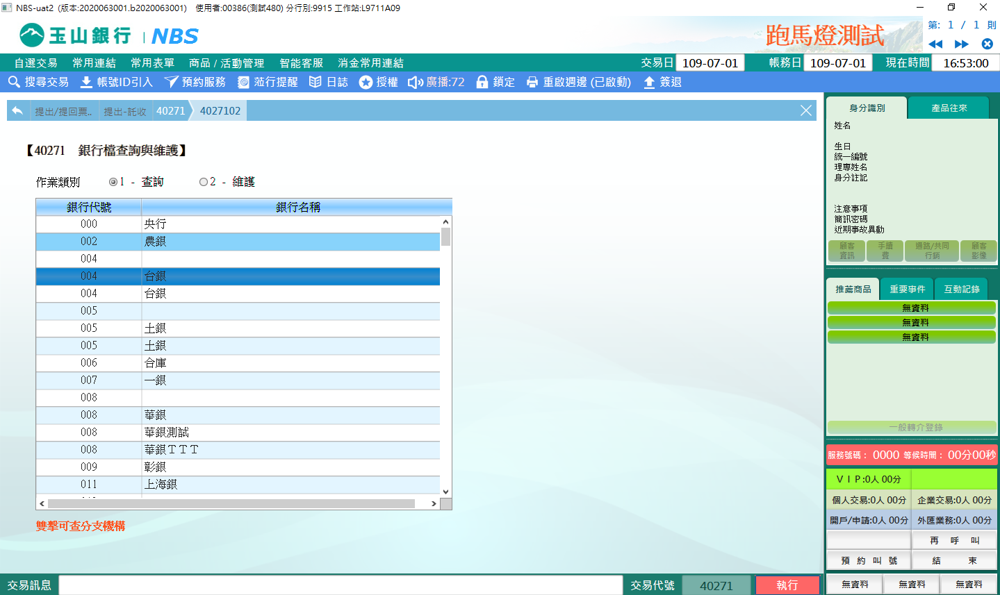 NBS-uat2 (版本:2020063001.b2020063001) 使用者:00386(測試480) 分行別:9915 工作站:L9711A09
玉山銀行 | NBS
跑馬燈測試
第: 1 / 1 則
自選交易 常用連結 常用表單 商品/活動管理 智能客服 消金常用連結 交易日 109-07-01 帳務日 109-07-01 現在時間 16:53:00
搜尋交易 帳號ID引入 預約服務 蒞行提醒 日誌 授權 廣播:72 鎖定 重啟週邊 (已啟動) 簽退
提出/提回票.. 提出-託收 40271 4027102
【40271 銀行檔查詢與維護】
作業類別 1 - 查詢 2 - 維護
銀行代號 銀行名稱
000 央行
002 農銀
004
004 台銀
004 台銀
005
005 土銀
005 土銀
006 合庫
007 一銀
008
008 華銀
008 華銀測試
008 華銀ＴＴＴ
009 彰銀
011 上海銀
雙擊可查分支機構
交易訊息 交易代號 40271 執行
身分識別 產品往來
姓名
生日
統一編號
理專姓名
身分註記
注意事項
簡訊密碼
近期事故異動
顧客資訊 手續費 通路/共同行銷 顧客影像
推薦商品 重要事件 互動記錄
無資料
無資料
無資料
一般轉介登錄
服務號碼： 0000 等候時間： 00分00秒
ＶＩＰ:0人 00分
個人交易:0人 00分 企業交易:0人 00分
開戶/申請:0人 00分 外匯業務:0人 00分
再 呼 叫
預 約 叫 號 結 束
無資料 無資料 無資料